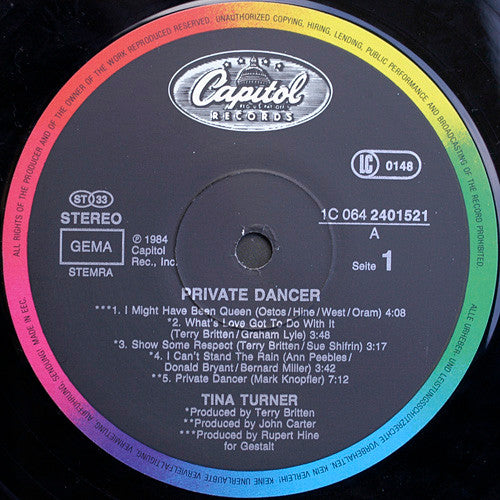 ALL RIGHTS OF THE PRODUCER AND OF THE OWNER OF THE WORK REPRODUCED RESERVED. UNAUTHORIZED COPYING, HIRING, LENDING, PUBLIC PERFORMANCE AND BROADCASTING OF THE RECORD PROHIBITED.
Capitol
RECORDS
LC 0148
ST 33
STEREO
1C 064 2401521
GEMA
STEMRA
℗ 1984
Capitol
Rec., Inc.
A
Seite 1
PRIVATE DANCER
***1. I Might Have Been Queen (Ostos/Hine/West/Oram) 4:08
*2. What's Love Got To Do With It
(Terry Britten/Graham Lyle) 3:48
*3. Show Some Respect (Terry Britten/Sue Shifrin) 3:17
*4. I Can't Stand The Rain (Ann Peebles/
Donald Bryant/Bernard Miller) 3:42
**5. Private Dancer (Mark Knopfler) 7:12
TINA TURNER
*Produced by Terry Britten
**Produced by John Carter
***Produced by Rupert Hine
for Gestalt
ALLE URHEBER- UND LEISTUNGSSCHUTZRECHTE VORBEHALTEN. KEIN VERLEIH! KEINE UNERLAUBTE VERVIELFÄLTIGUNG, VERMIETUNG, AUFFÜHRUNG, SENDUNG! MADE IN EEC.